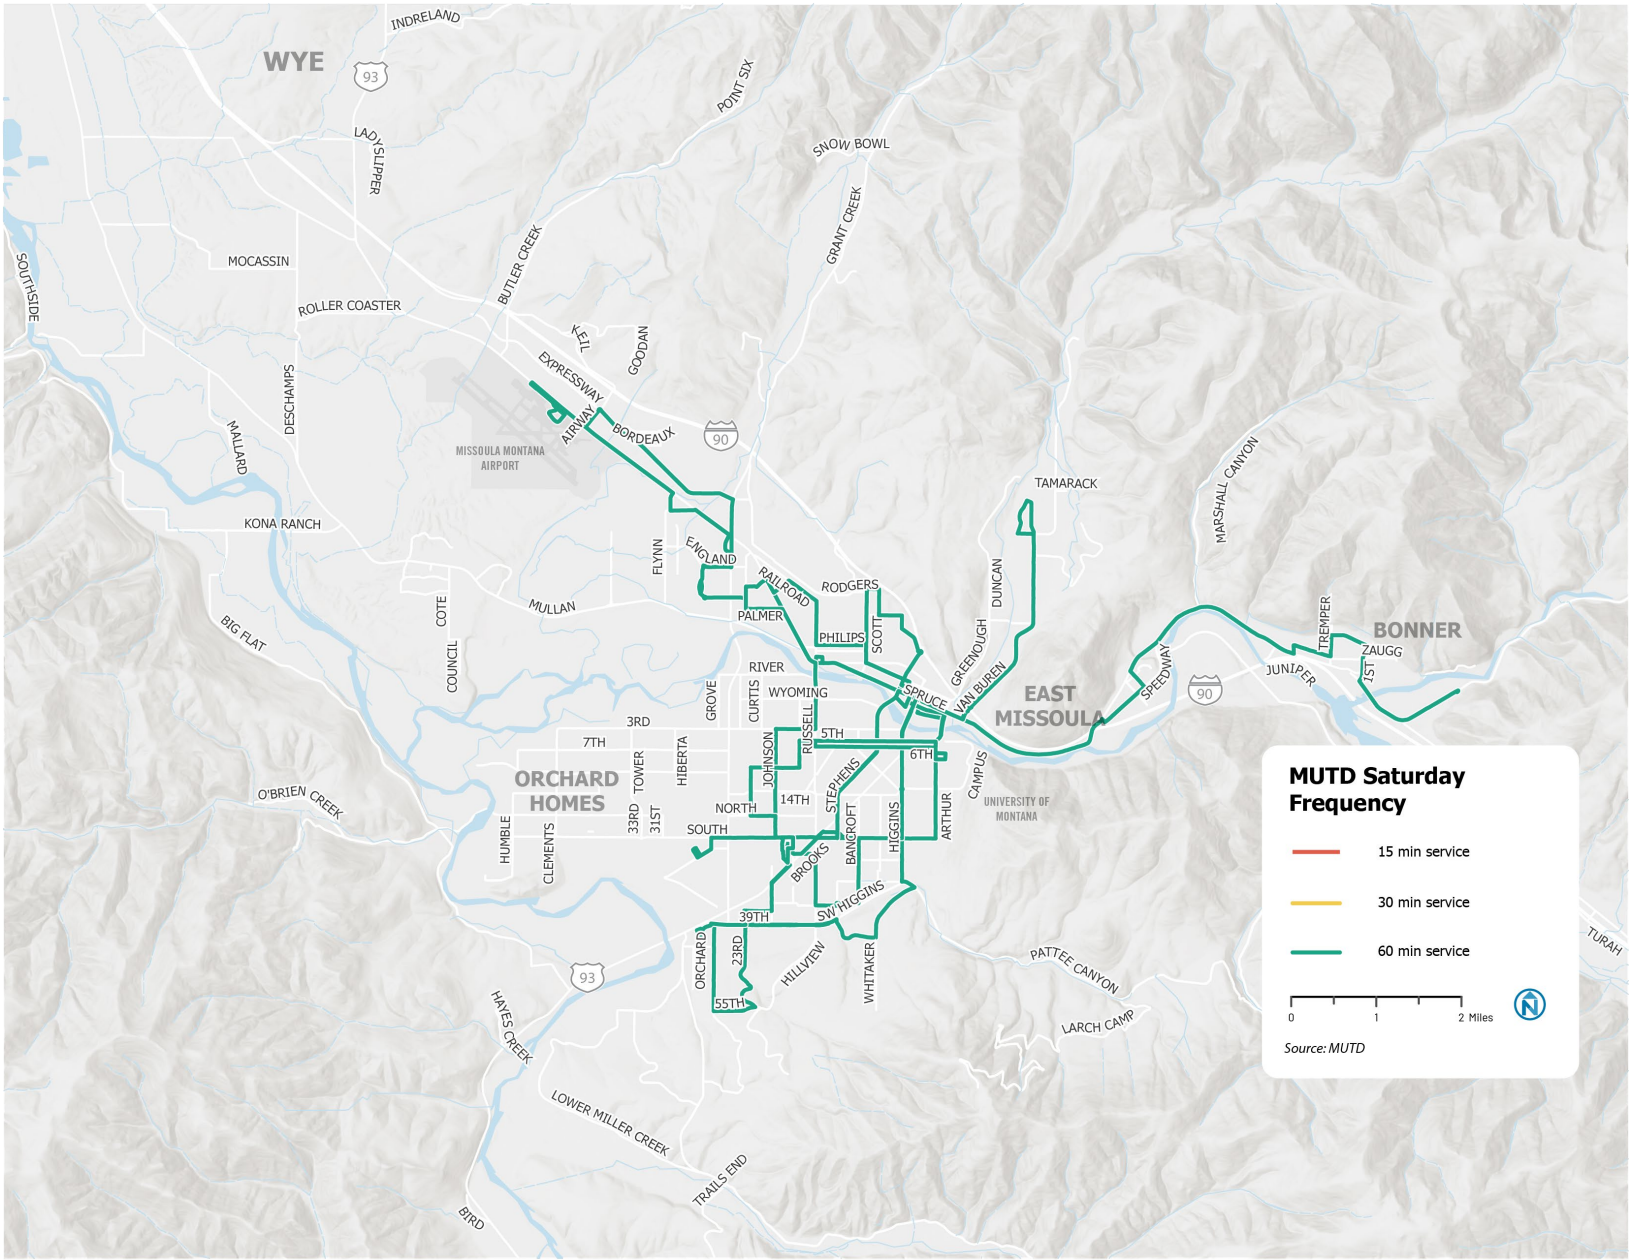 INDRELAND
WYE
93
POINT SIX
LADYSLIPPER
SNOW BOWL
GRANT CREEK
BUTLER CREEK
MOCASSIN
SOUTHSIDE
ROLLER COASTER
KEIL
GOODAN
EXPRESSWAY
DESCHAMPS
AIRWAY
BORDEAUX
90
MALLARD
MISSOULA MONTANA
AIRPORT
MARSHALL CANYON
TAMARACK
KONA RANCH
FLYNN
ENGLAND
DUNCAN
RAILROAD
RODGERS
COTE
MULLAN
PALMER
BIG FLAT
PHILIPS
SCOTT
TREMPER
BONNER
ZAUGG
COUNCIL
RIVER
GREENOUGH
SPEEDWAY
JUNIPER
1ST
VAN BUREN
90
GROVE
CURTIS
WYOMING
SPRUCE
EAST
MISSOULA
3RD
RUSSELL
5TH
7TH
HIBERTA
JOHNSON
6TH
TOWER
CAMPUS
ORCHARD
HOMES
STEPHENS
O'BRIEN CREEK
14TH
NORTH
UNIVERSITY OF
MONTANA
33RD
31ST
SOUTH
HUMBLE
CLEMENTS
BANCROFT
HIGGINS
ARTHUR
BROOKS
SW HIGGINS
39TH
ORCHARD
23RD
HILLVIEW
WHITAKER
PATTEE CANYON
TURAH
93
55TH
HAYES CREEK
LARCH CAMP
LOWER MILLER CREEK
TRAILS END
BIRD
MUTD Saturday
Frequency
15 min service
30 min service
60 min service
0 1 2 Miles
N
Source: MUTD